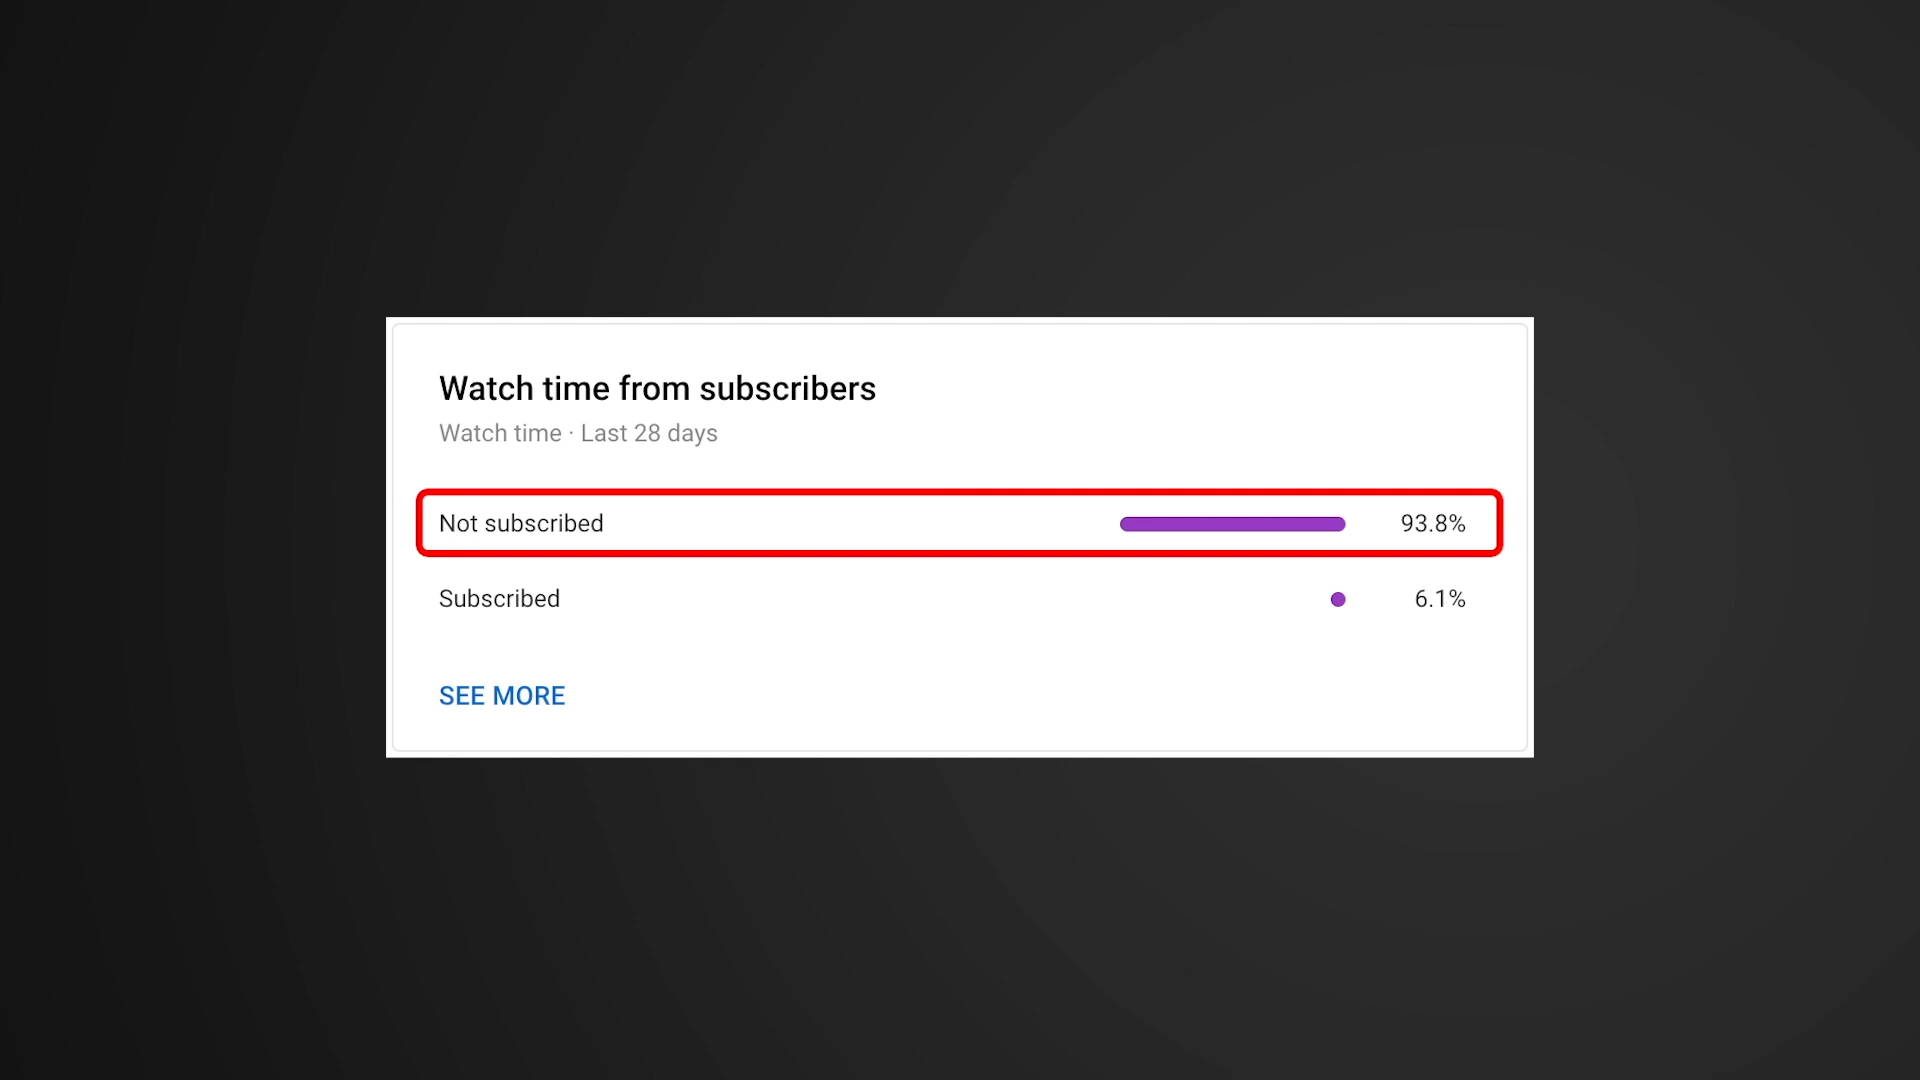 Watch time from subscribers
Watch time · Last 28 days
Not subscribed 93.8%
Subscribed 6.1%
SEE MORE